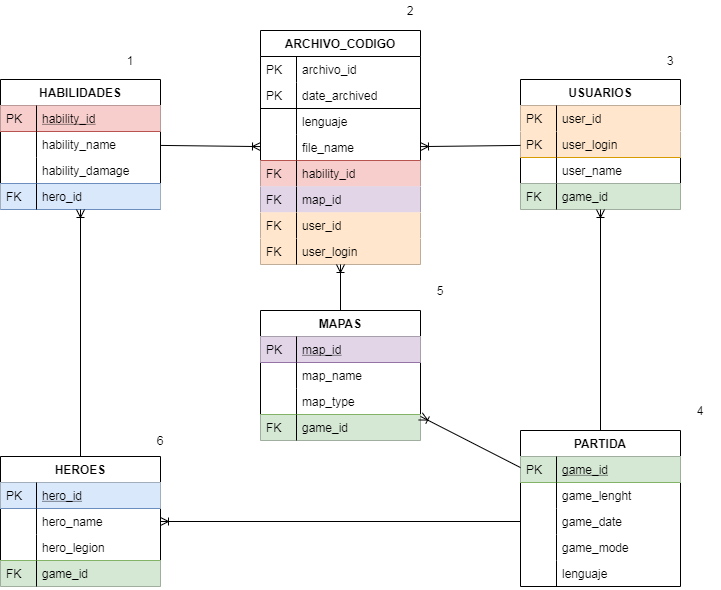 1
HABILIDADES
PK hability_id
hability_name
hability_damage
FK hero_id
2
ARCHIVO_CODIGO
PK archivo_id
PK date_archived
lenguaje
file_name
FK hability_id
FK map_id
FK user_id
FK user_login
3
USUARIOS
PK user_id
PK user_login
user_name
FK game_id
5
MAPAS
PK map_id
map_name
map_type
FK game_id
4
PARTIDA
PK game_id
game_lenght
game_date
game_mode
lenguaje
6
HEROES
PK hero_id
hero_name
hero_legion
FK game_id